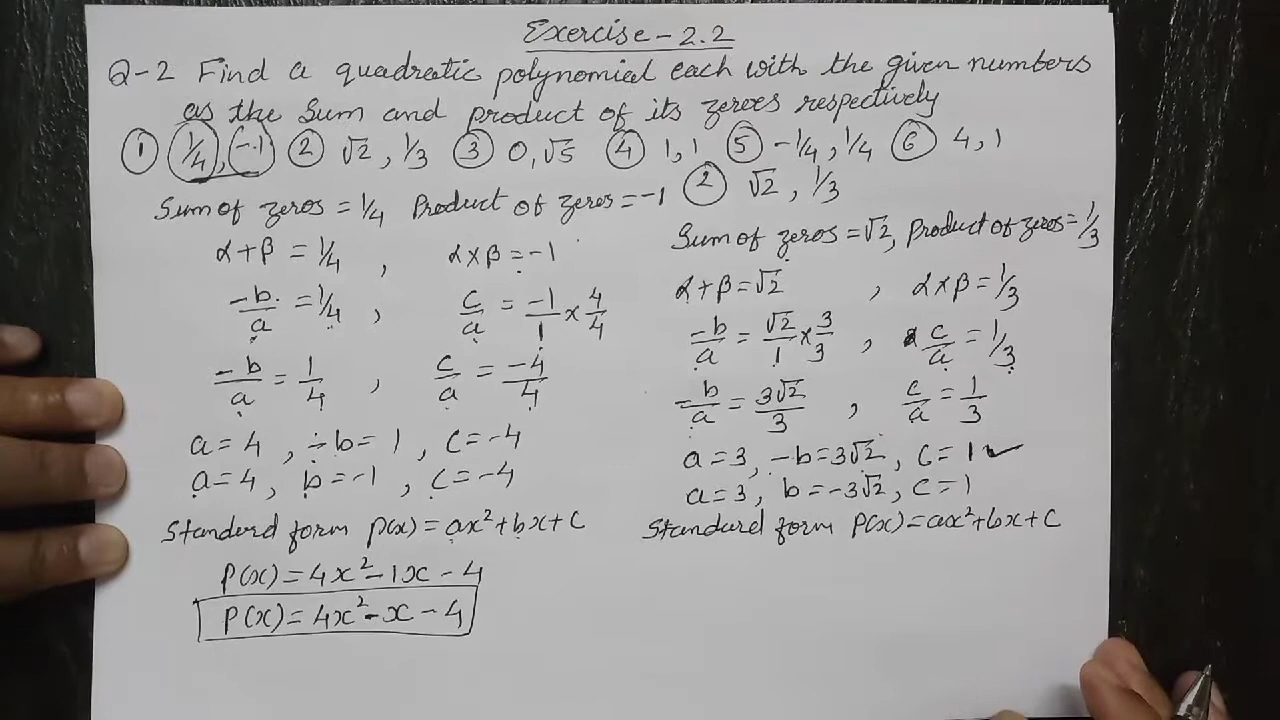 Exercise-2.2
Q-2 Find a quadratic polynomial each with the given numbers
as the Sum and product of its zeroes respectively
① 1/4, -1 ② √2, 1/3 ③ 0, √5 ④ 1, 1 ⑤ -1/4, 1/4 ⑥ 4, 1
Sum of zeros = 1/4 Product of zeros = -1
α+β = 1/4 , α×β = -1
-b/a = 1/4 , c/a = -1/1 × 4/4
-b/a = 1/4 , c/a = -4/4
a=4 , -b=1 , c=-4
a=4 , b=-1 , c=-4
Standard form p(x)=ax²+bx+c
P(x)=4x²-1x-4
P(x)=4x²-x-4
② √2, 1/3
Sum of zeros = √2, Product of zeros = 1/3
α+β=√2 , α×β=1/3
-b/a = √2/1 × 3/3 , c/a = 1/3
-b/a = 3√2/3 , c/a = 1/3
a=3, -b=3√2, c=1 ✓
a=3, b=-3√2, c=1
Standard form P(x)=ax²+bx+c